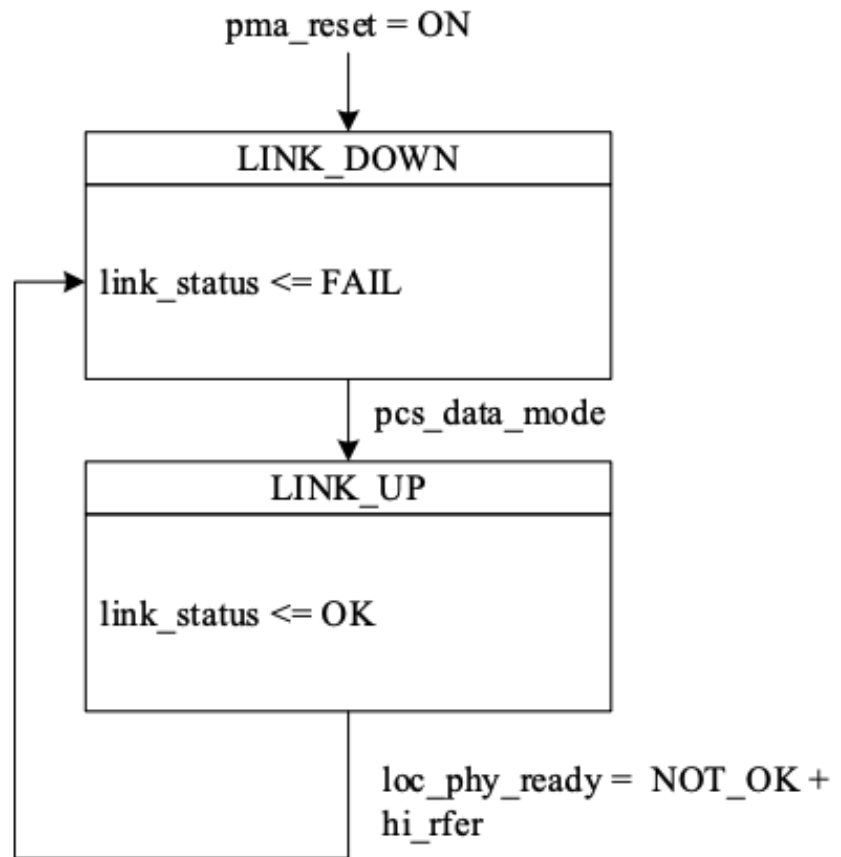 pma_reset = ON
LINK_DOWN
link_status <= FAIL
pcs_data_mode
LINK_UP
link_status <= OK
loc_phy_ready = NOT_OK +
hi_rfer